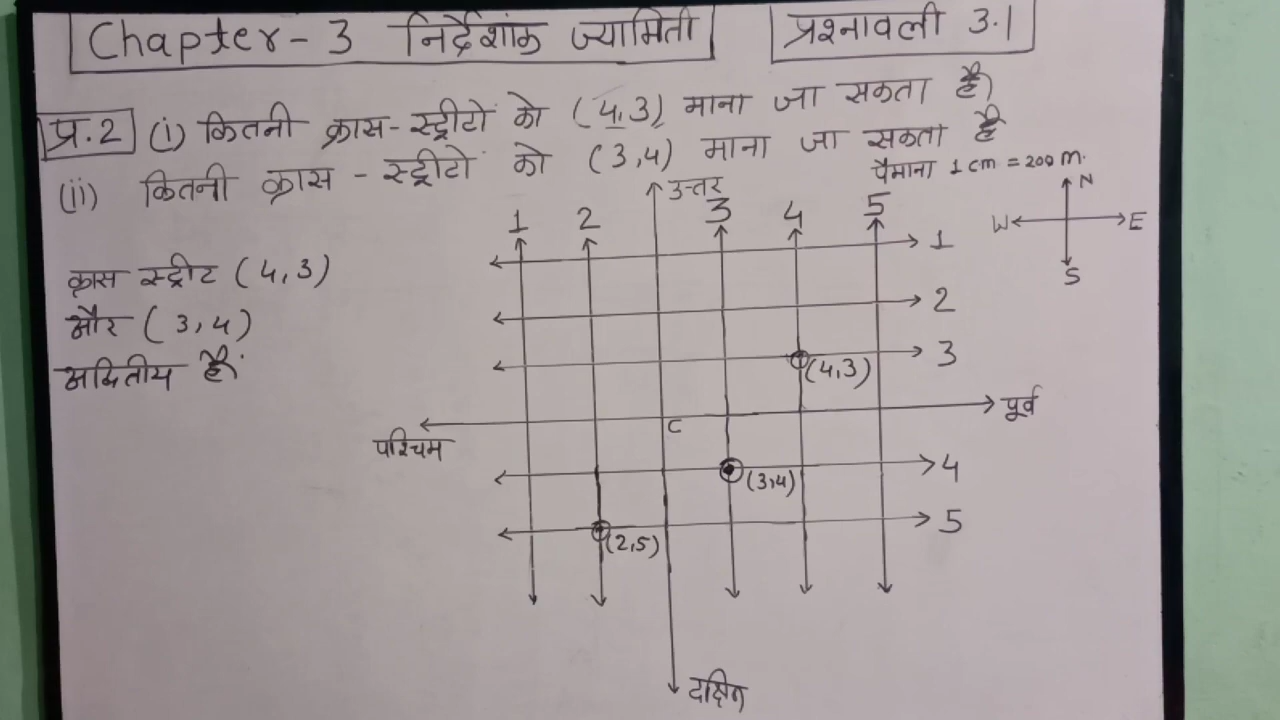 Chapter-3 निर्देशांक ज्यामिती प्रश्नावली 3.1
प्र.2 (i) कितनी क्रास-स्ट्रीटों को (4,3) माना जा सकता है
(ii) कितनी क्रास - स्ट्रीटों को (3,4) माना जा सकता है
पैमाना 1 cm = 200 m.
उत्तर
N
W E
S
1 2 3 4 5
1
क्रास स्ट्रीट (4,3)
2
और (3,4)
3
(4,3)
अद्वितीय हैं
पूर्व
C
पश्चिम
4
(3,4)
5
(2,5)
दक्षिण